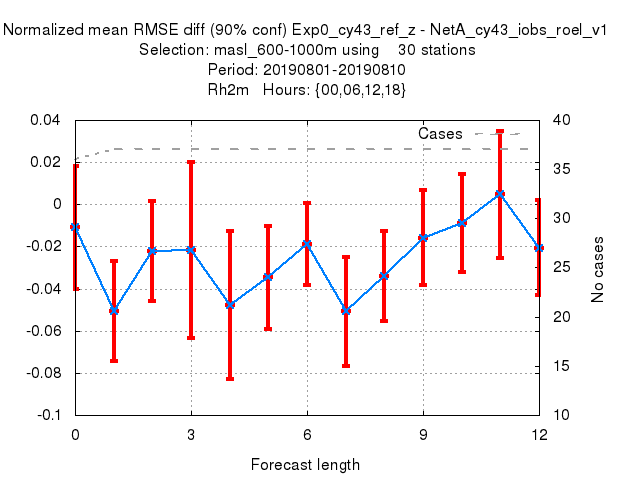 Normalized mean RMSE diff (90% conf) Exp0_cy43_ref_z - NetA_cy43_iobs_roel_v1
Selection: masl_600-1000m using 30 stations
Period: 20190801-20190810
Rh2m Hours: {00,06,12,18}
Cases
0.04
0.02
0
-0.02
-0.04
-0.06
-0.08
-0.1
40
35
30
25
20
15
10
No cases
0 3 6 9 12
Forecast length